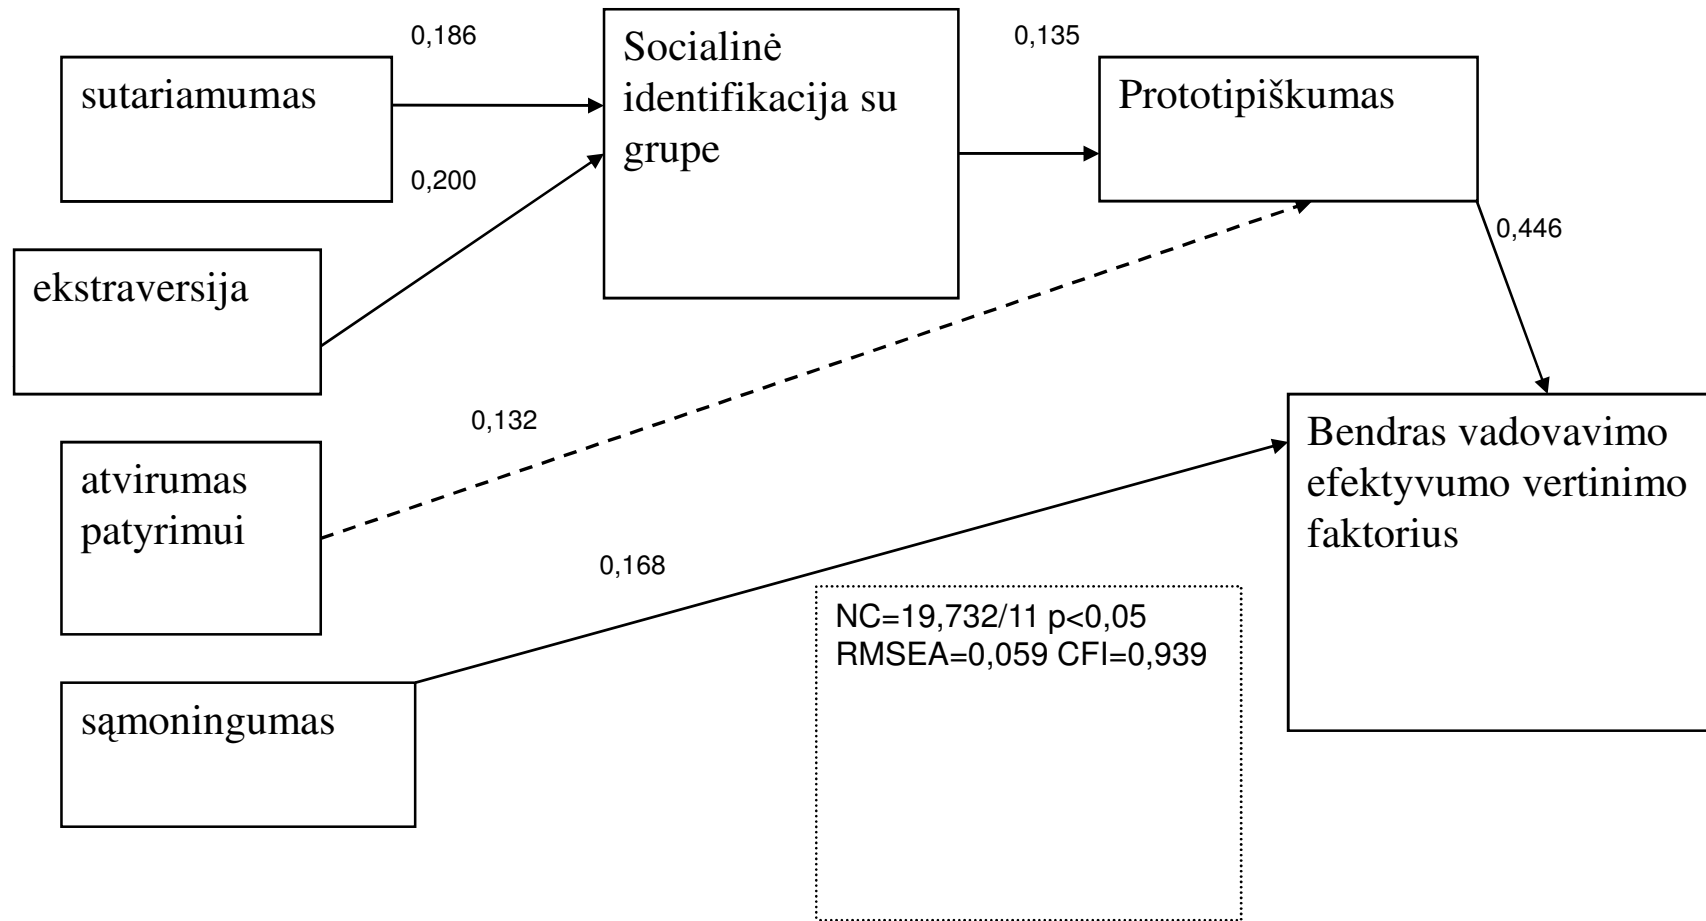 0,186
sutariamumas
0,200
ekstraversija
Socialinė
identifikacija su
grupe
0,135
Prototipiškumas
0,446
0,132
atvirumas
patyrimui
0,168
sąmoningumas
Bendras vadovavimo
efektyvumo vertinimo
faktorius
NC=19,732/11 p<0,05
RMSEA=0,059 CFI=0,939